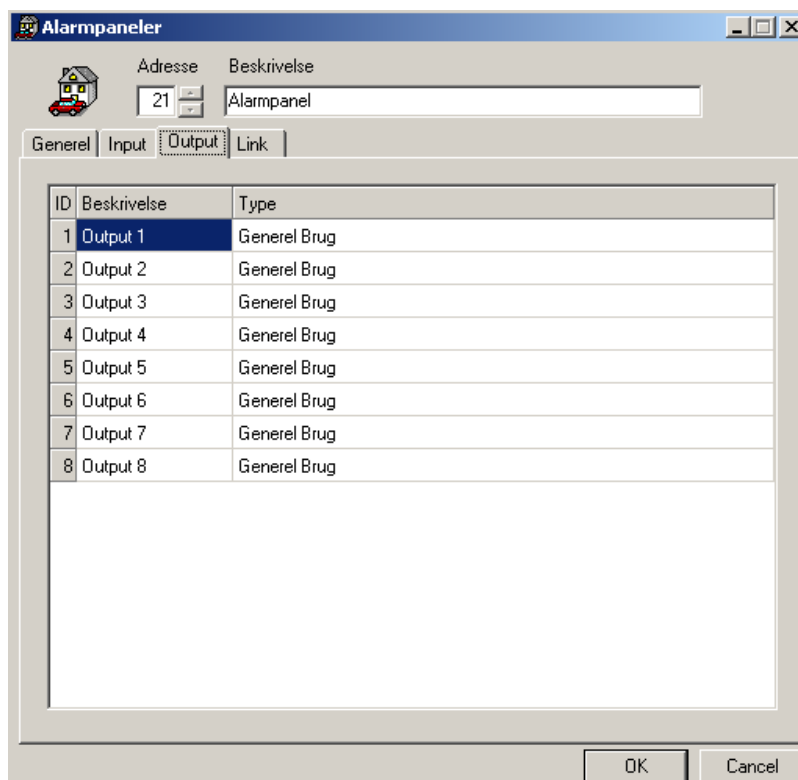 Alarmpaneler
Adresse Beskrivelse
21 Alarmpanel
Generel Input Output Link
ID Beskrivelse Type
1 Output 1 Generel Brug
2 Output 2 Generel Brug
3 Output 3 Generel Brug
4 Output 4 Generel Brug
5 Output 5 Generel Brug
6 Output 6 Generel Brug
7 Output 7 Generel Brug
8 Output 8 Generel Brug
OK Cancel